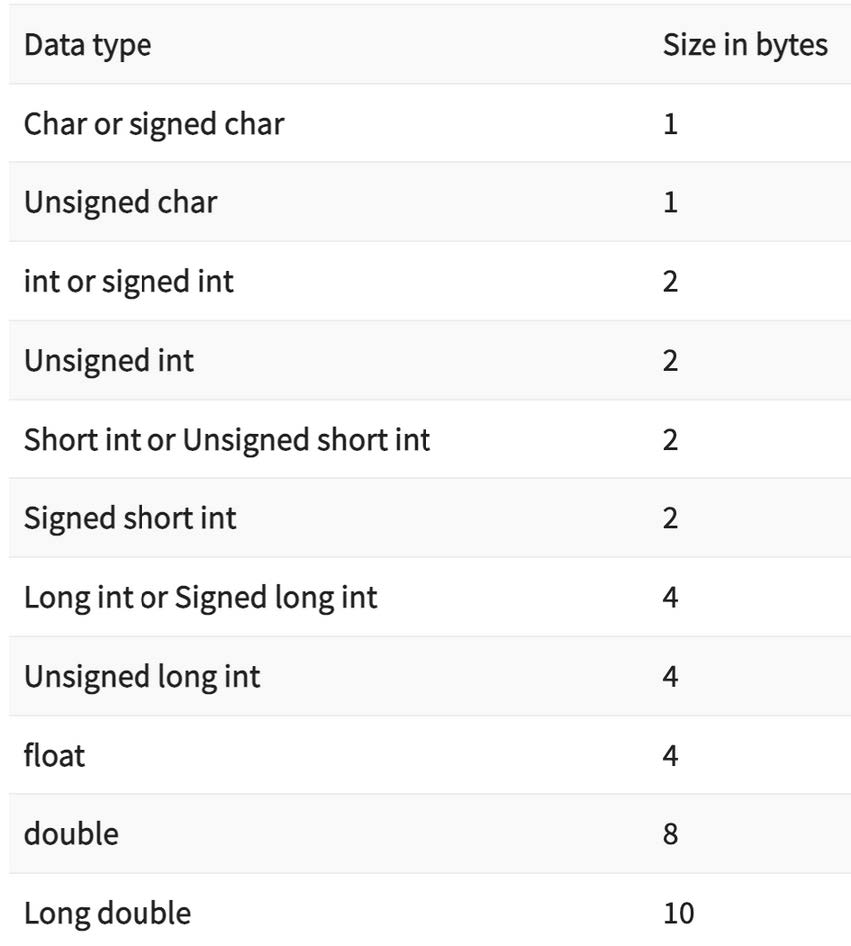 Data type Size in bytes
Char or signed char 1
Unsigned char 1
int or signed int 2
Unsigned int 2
Short int or Unsigned short int 2
Signed short int 2
Long int or Signed long int 4
Unsigned long int 4
float 4
double 8
Long double 10